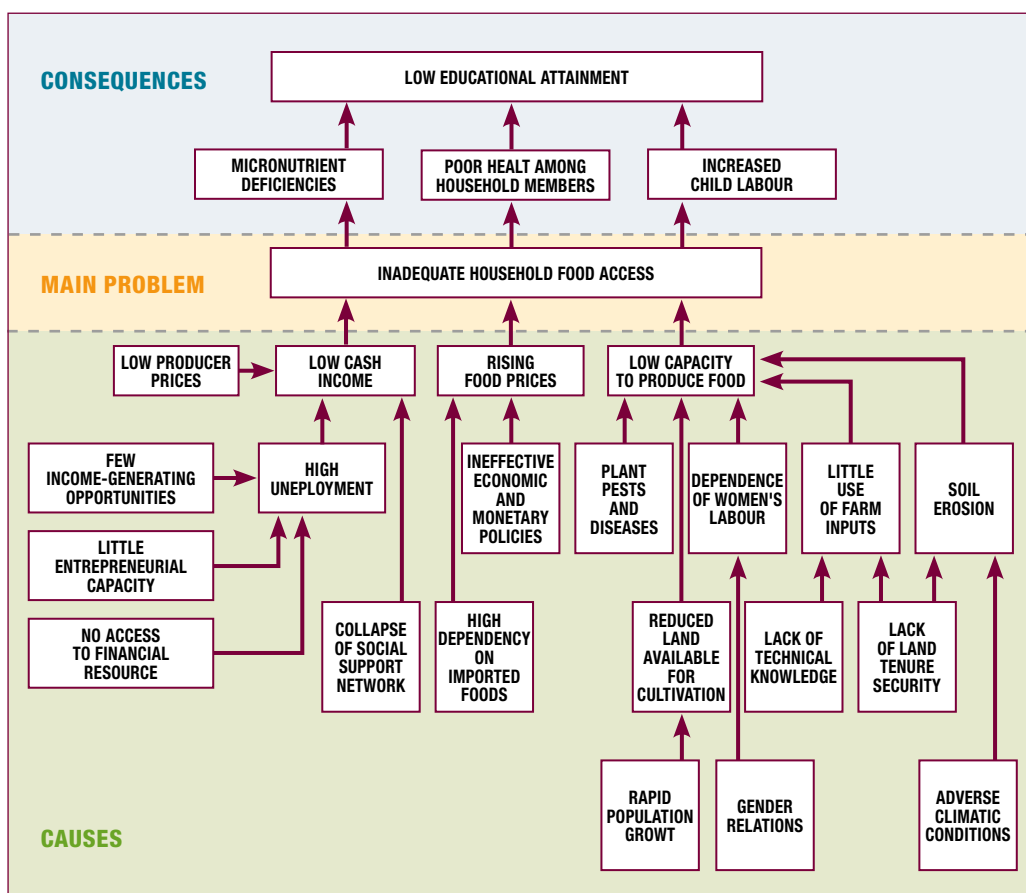 CONSEQUENCES
LOW EDUCATIONAL ATTAINMENT
MICRONUTRIENT
DEFICIENCIES
POOR HEALT AMONG
HOUSEHOLD MEMBERS
INCREASED
CHILD LABOUR
MAIN PROBLEM
INADEQUATE HOUSEHOLD FOOD ACCESS
LOW PRODUCER
PRICES
LOW CASH
INCOME
RISING
FOOD PRICES
LOW CAPACITY
TO PRODUCE FOOD
FEW
INCOME-GENERATING
OPPORTUNITIES
HIGH
UNEPLOYMENT
INEFFECTIVE
ECONOMIC
AND
MONETARY
POLICIES
PLANT
PESTS
AND
DISEASES
DEPENDENCE
OF WOMEN'S
LABOUR
LITTLE
USE
OF FARM
INPUTS
SOIL
EROSION
LITTLE
ENTREPRENEURIAL
CAPACITY
NO ACCESS
TO FINANCIAL
RESOURCE
COLLAPSE
OF SOCIAL
SUPPORT
NETWORK
HIGH
DEPENDENCY
ON
IMPORTED
FOODS
REDUCED
LAND
AVAILABLE
FOR
CULTIVATION
LACK OF
TECHNICAL
KNOWLEDGE
LACK
OF LAND
TENURE
SECURITY
RAPID
POPULATION
GROWT
GENDER
RELATIONS
ADVERSE
CLIMATIC
CONDITIONS
CAUSES